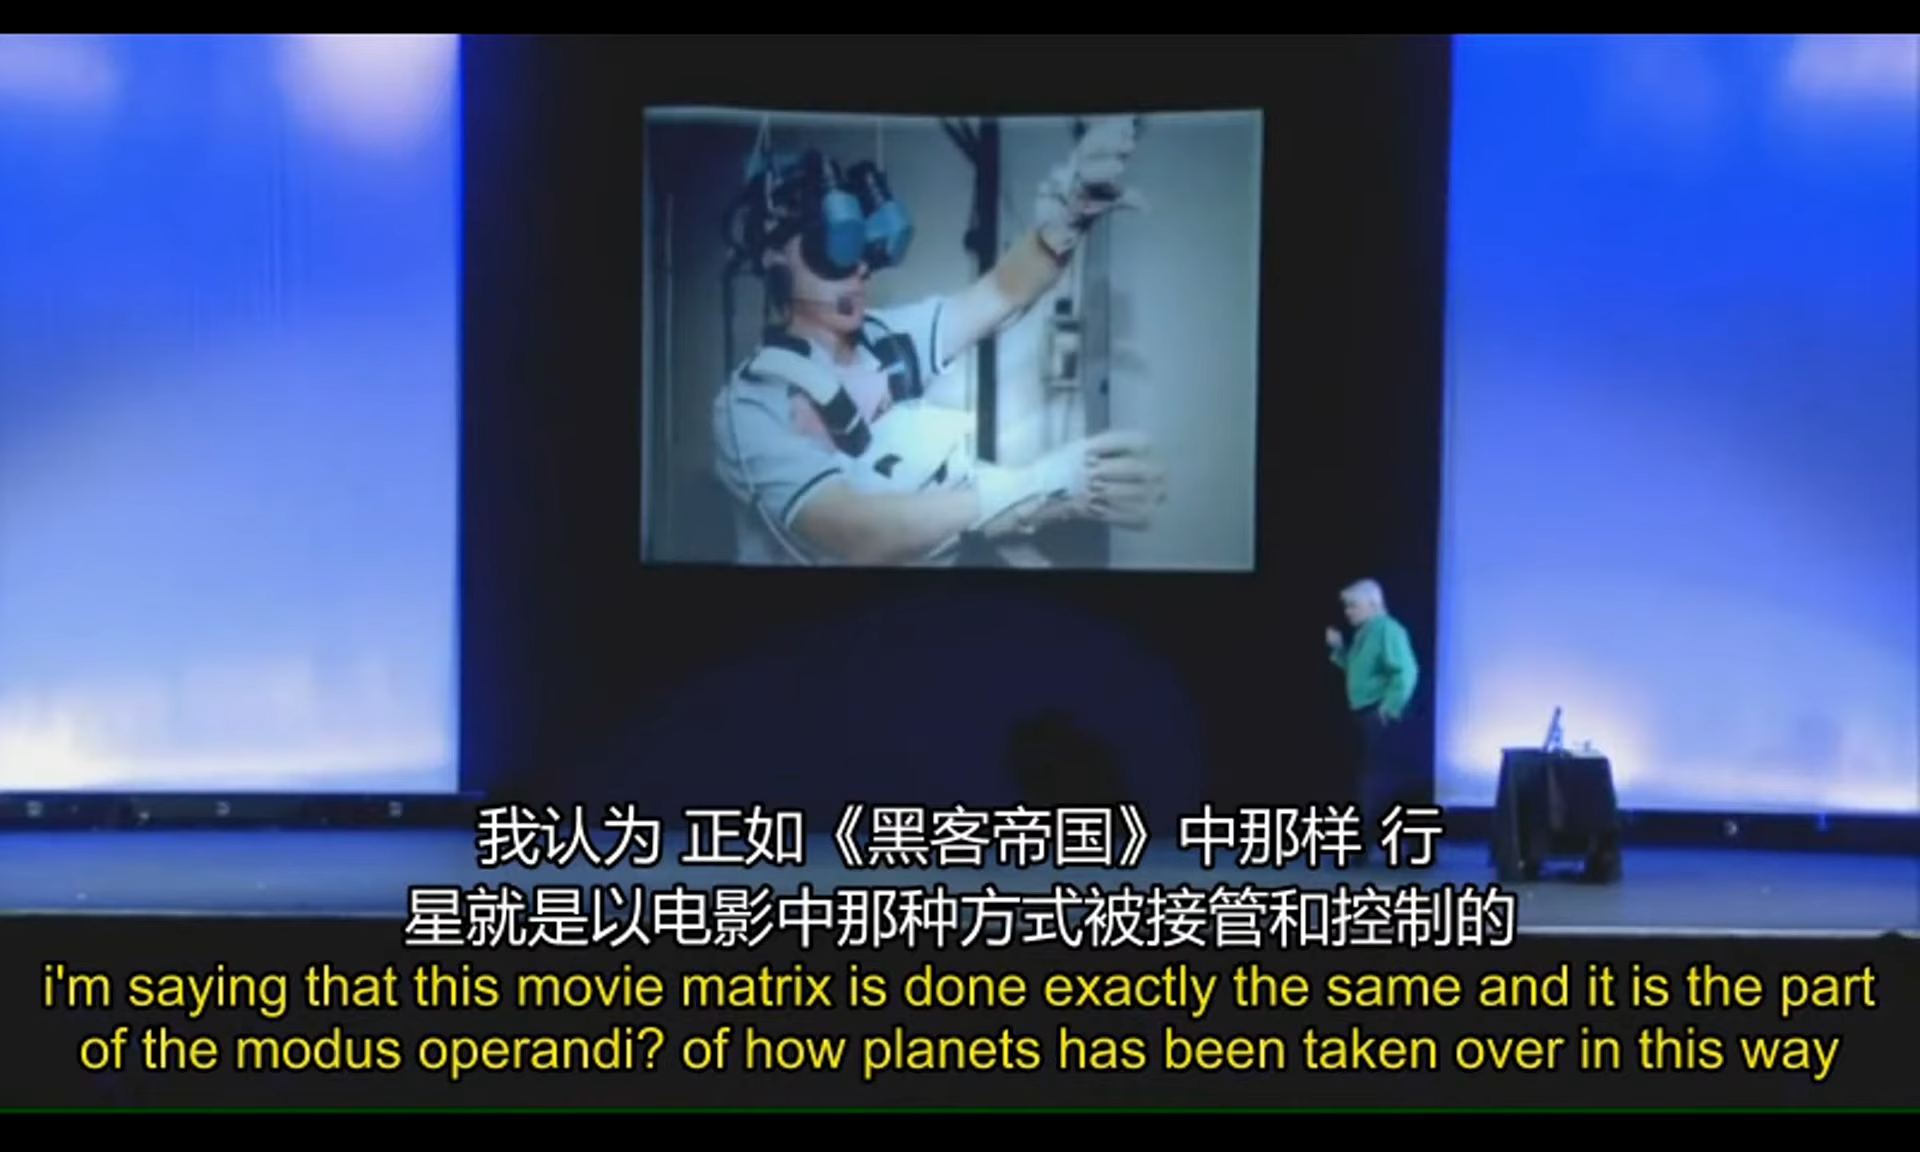 我认为 正如《黑客帝国》中那样 行
星就是以电影中那种方式被接管和控制的
i'm saying that this movie matrix is done exactly the same and it is the part
of the modus operandi? of how planets has been taken over in this way